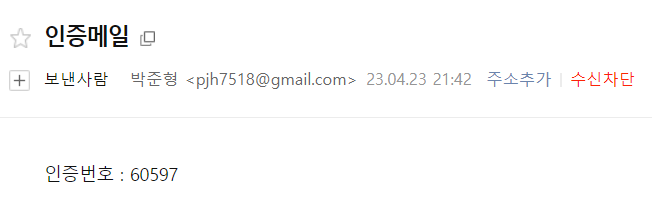 인증메일
보낸사람 박준형 <pjh7518@gmail.com> 23.04.23 21:42 주소추가 수신차단
인증번호 : 60597